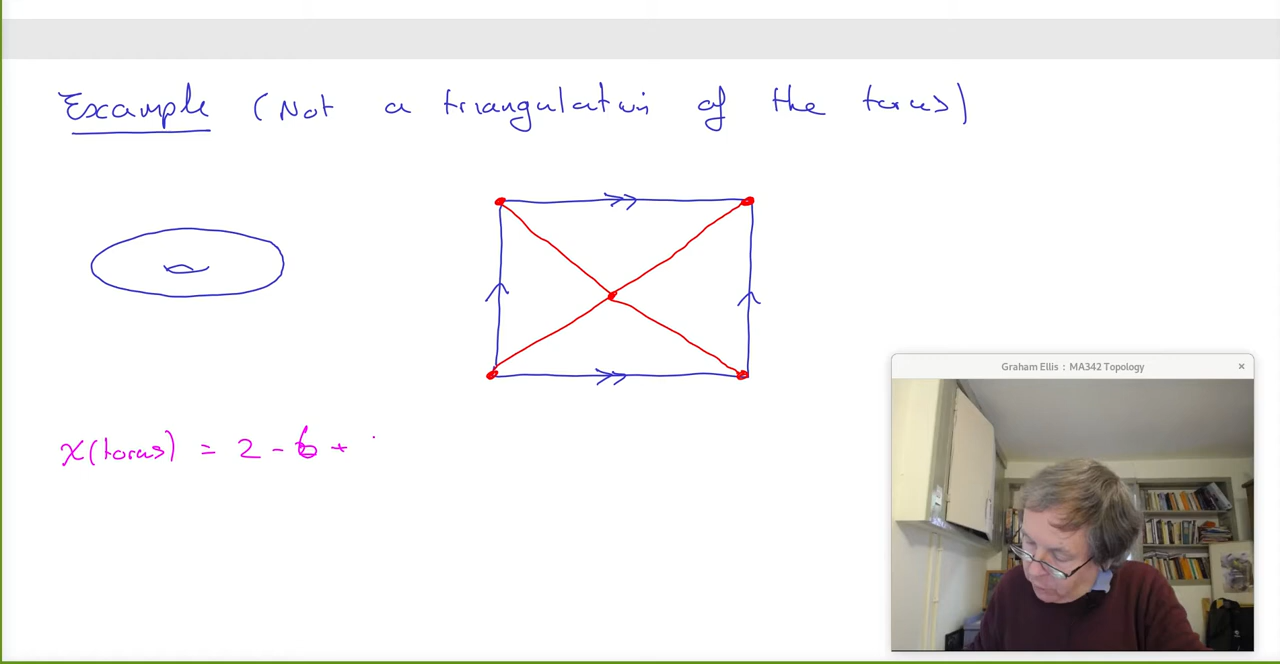 Example (Not a triangulation of the torus)
χ(torus) = 2 - 6 +
Graham Ellis : MA342 Topology